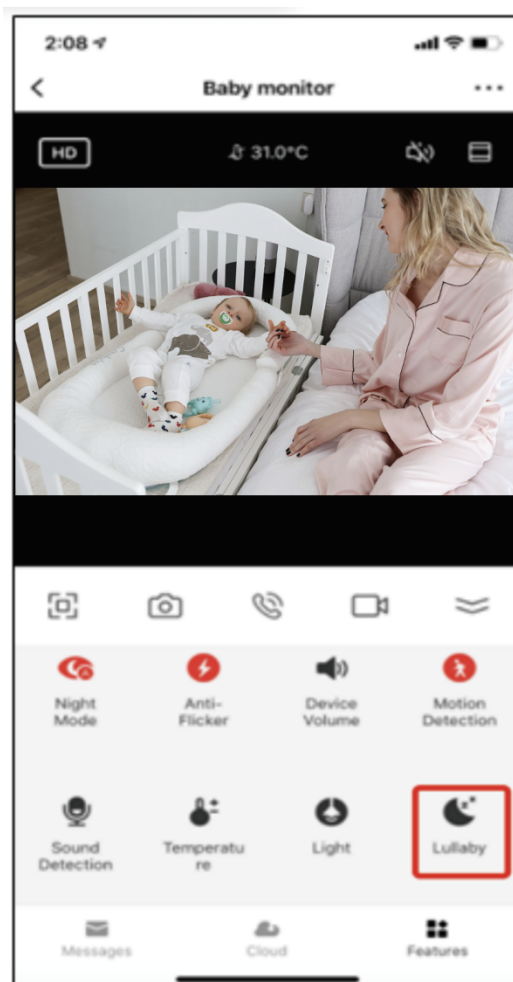 2:08
Baby monitor
HD
31.0°C
Night
Mode
Anti-
Flicker
Device
Volume
Motion
Detection
Sound
Detection
Temperatu
re
Light
Lullaby
Messages
Cloud
Features